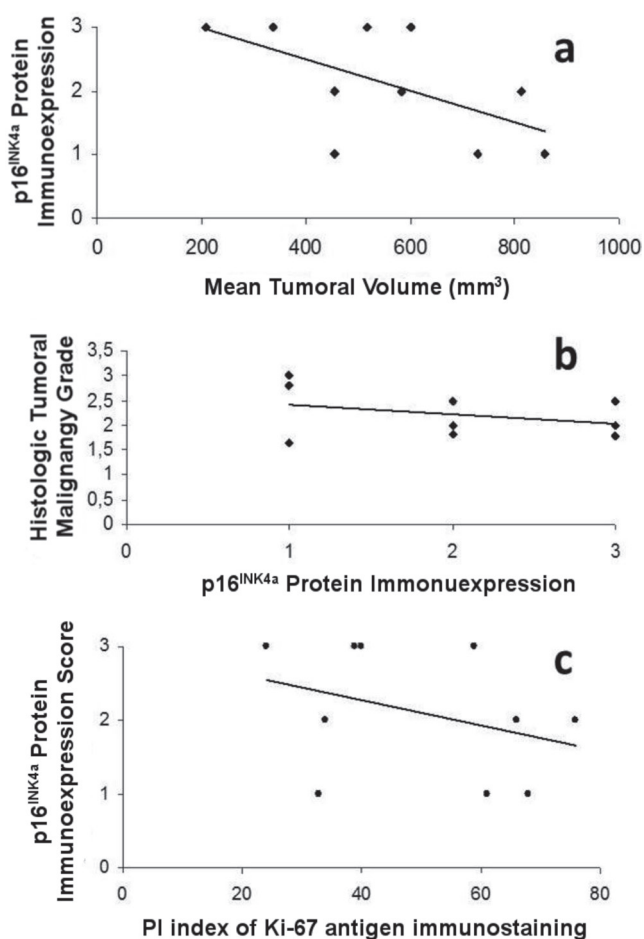 a
p16INK4a Protein
Immunoexpression
3
2
1
0
0 200 400 600 800 1000
Mean Tumoral Volume (mm3)
b
Histologic Tumoral
Malignangy Grade
3,5
3
2,5
2
1,5
1
0,5
0
0 1 2 3
p16INK4a Protein Immonuexpression
c
p16INK4a Protein
Immunoexpression Score
3
2
1
0
0 20 40 60 80
PI index of Ki-67 antigen immunostaining